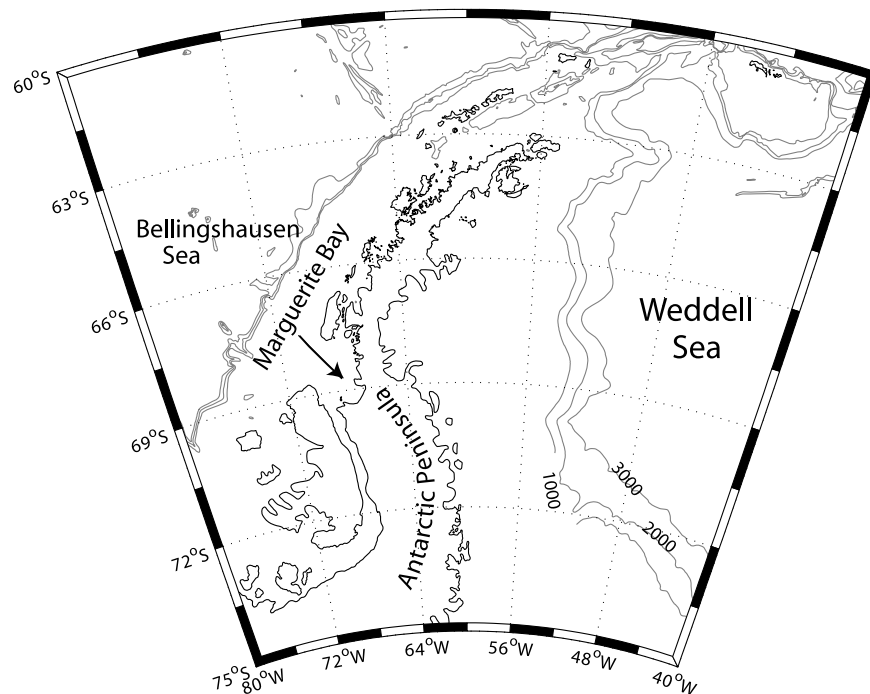 60°S
63°S
Bellingshausen
Sea
Marguerite Bay
66°S
Weddell
Sea
69°S
Antarctic Peninsula
1000
3000
2000
72°S
75°S
80°W
72°W
64°W
56°W
48°W
40°W